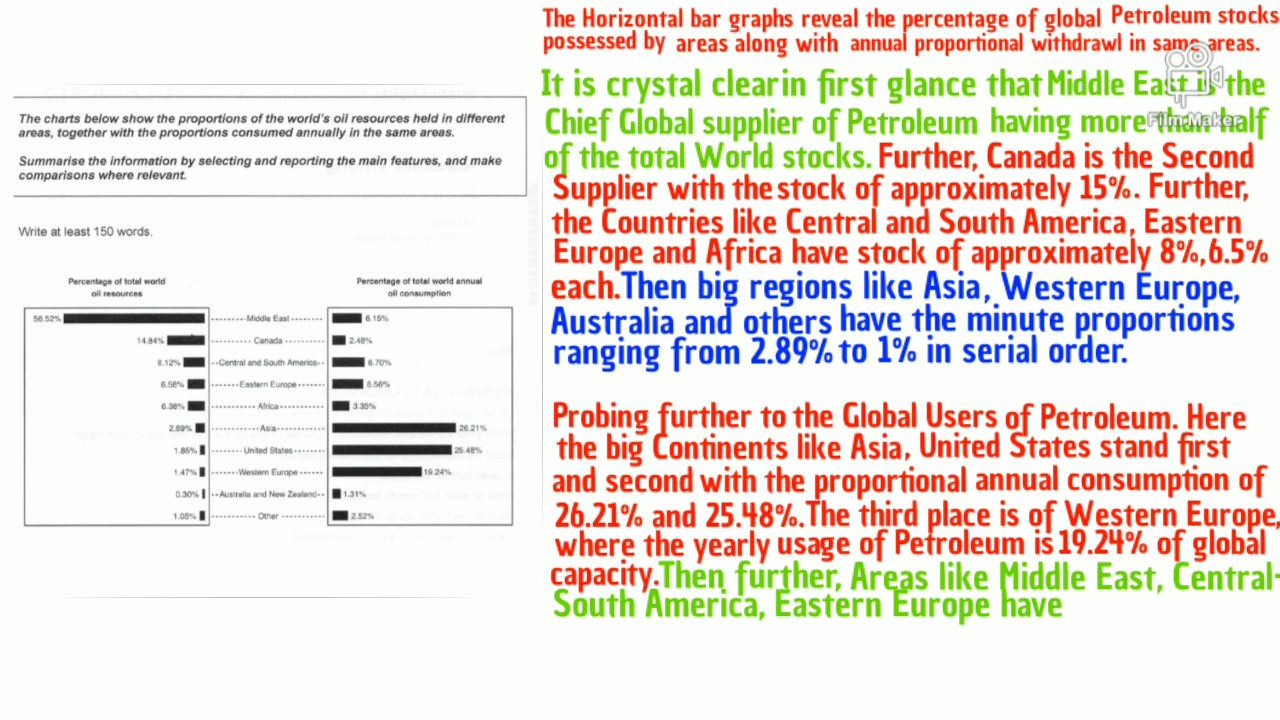 The charts below show the proportions of the world's oil resources held in different
areas, together with the proportions consumed annually in the same areas.
Summarise the information by selecting and reporting the main features, and make
comparisons where relevant.
Write at least 150 words.
Percentage of total world
oil resources
Percentage of total world annual
oil consumption
56.52% Middle East 6.15%
14.84% Canada 2.48%
8.12% Central and South America 6.70%
6.58% Eastern Europe 6.56%
6.38% Africa 3.35%
2.89% Asia 26.21%
1.85% United States 25.48%
1.47% Western Europe 19.24%
0.30% Australia and New Zealand 1.31%
1.05% Other 2.52%
The Horizontal bar graphs reveal the percentage of global Petroleum stocks
possessed by areas along with annual proportional withdrawl in same areas.
It is crystal clearin first glance that Middle East is the
Chief Global supplier of Petroleum having more than half
of the total World stocks. Further, Canada is the Second
Supplier with the stock of approximately 15%. Further,
the Countries like Central and South America, Eastern
Europe and Africa have stock of approximately 8%,6.5%
each.Then big regions like Asia, Western Europe,
Australia and others have the minute proportions
ranging from 2.89% to 1% in serial order.
Probing further to the Global Users of Petroleum. Here
the big Continents like Asia, United States stand first
and second with the proportional annual consumption of
26.21% and 25.48%.The third place is of Western Europe,
where the yearly usage of Petroleum is 19.24% of global
capacity.Then further, Areas like Middle East, Central-
South America, Eastern Europe have
FilmMaker